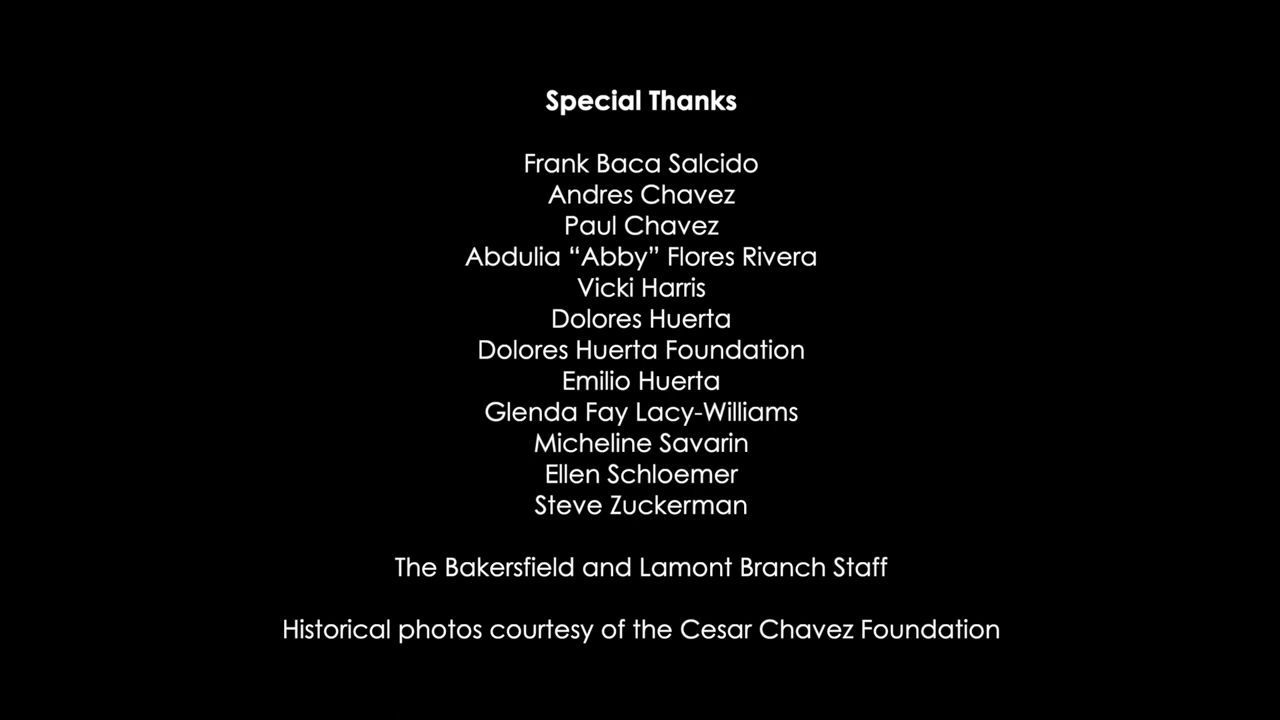 Special Thanks
Frank Baca Salcido
Andres Chavez
Paul Chavez
Abdulia “Abby” Flores Rivera
Vicki Harris
Dolores Huerta
Dolores Huerta Foundation
Emilio Huerta
Glenda Fay Lacy-Williams
Micheline Savarin
Ellen Schloemer
Steve Zuckerman
The Bakersfield and Lamont Branch Staff
Historical photos courtesy of the Cesar Chavez Foundation